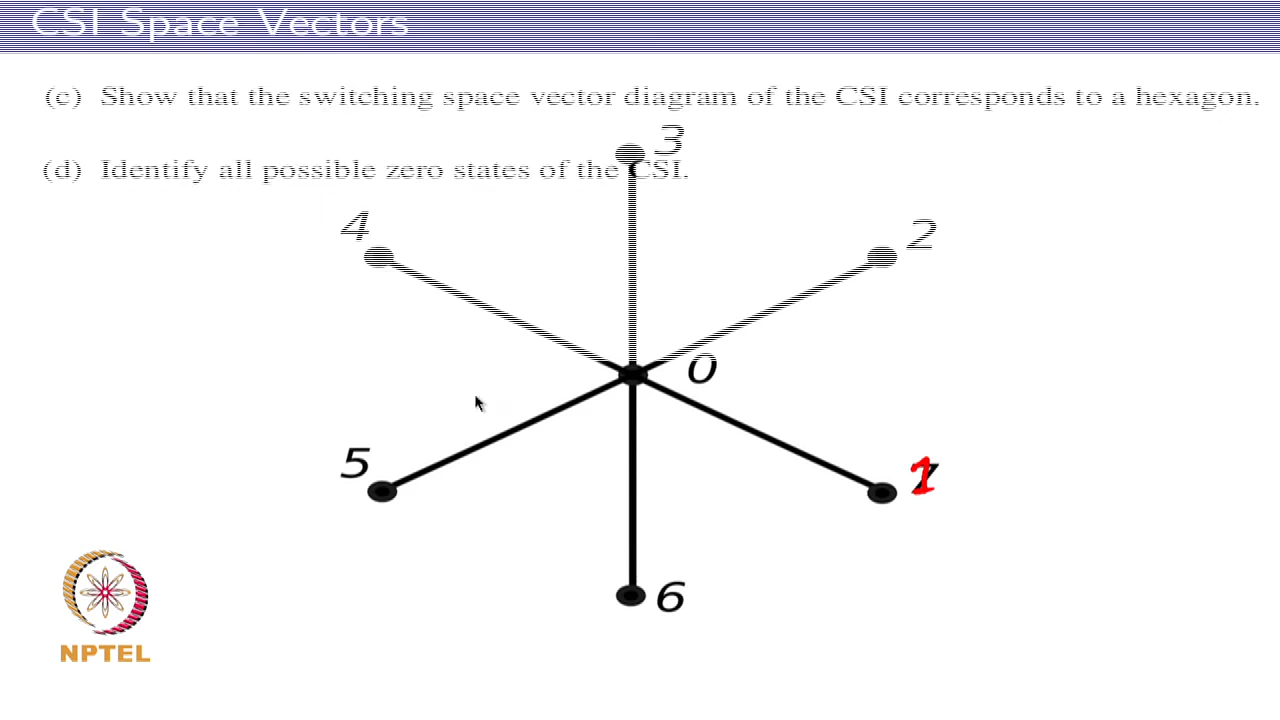 CSI Space Vectors
(c) Show that the switching space vector diagram of the CSI corresponds to a hexagon.
3
(d) Identify all possible zero states of the CSI.
4
2
0
5
1
6
NPTEL